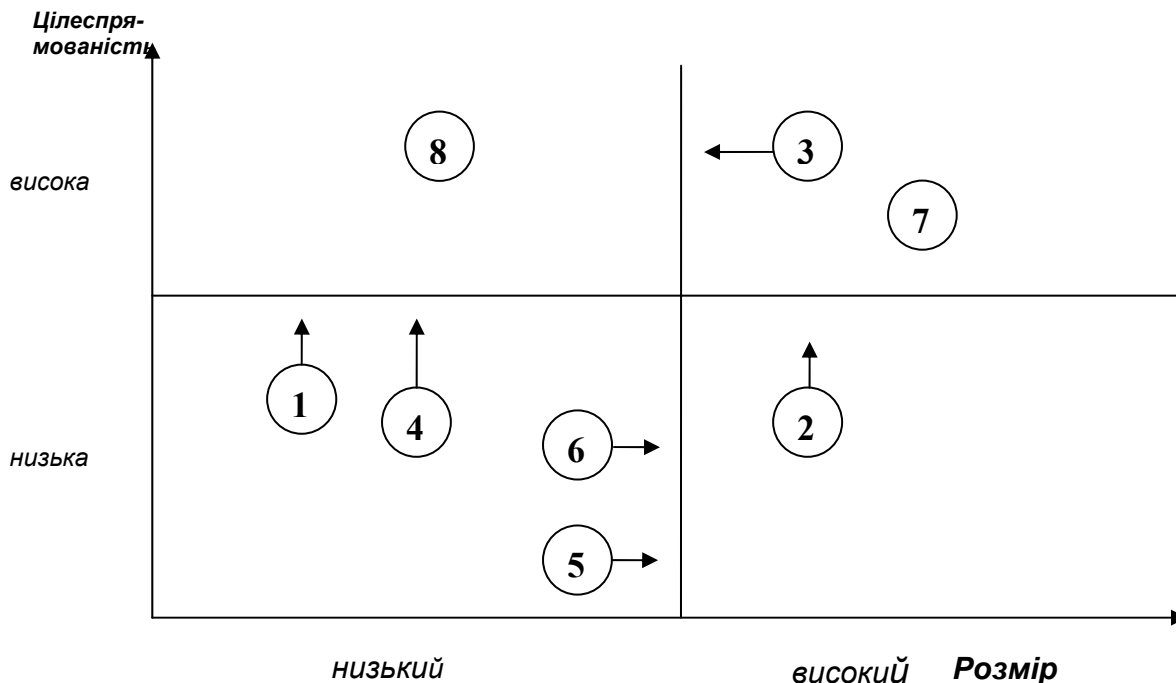 Цілеспря-
мованість
8
3
висока
7
1
4
2
6
низька
5
низький
високий Розмір